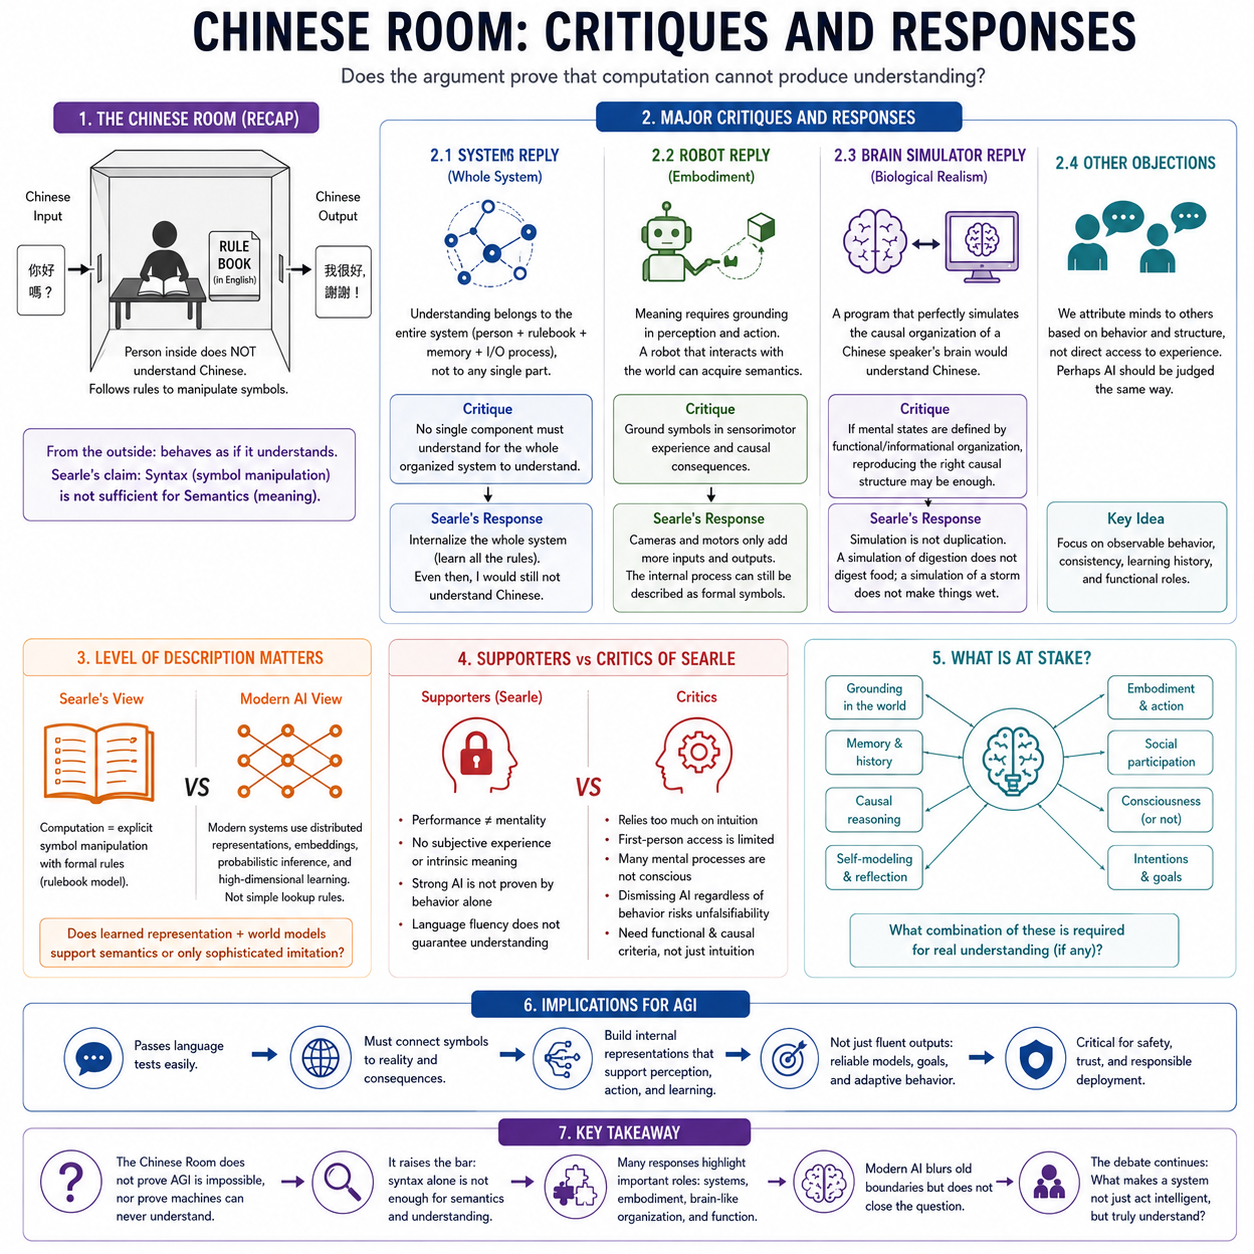 CHINESE ROOM: CRITIQUES AND RESPONSES
Does the argument prove that computation cannot produce understanding?
1. THE CHINESE ROOM (RECAP)
Chinese
Input
你好
嗎？
RULE
BOOK
(in English)
Chinese
Output
我很好,
謝謝！
Person inside does NOT
understand Chinese.
Follows rules to manipulate symbols.
From the outside: behaves as if it understands.
Searle's claim: Syntax (symbol manipulation)
is not sufficient for Semantics (meaning).
2. MAJOR CRITIQUES AND RESPONSES
2.1 SYSTEMS REPLY
(Whole System)
Understanding belongs to the
entire system (person + rulebook +
memory + I/O process),
not to any single part.
Critique
No single component must
understand for the whole
organized system to understand.
Searle's Response
Internalize the whole system
(learn all the rules).
Even then, I would still not
understand Chinese.
2.2 ROBOT REPLY
(Embodiment)
Meaning requires grounding
in perception and action.
A robot that interacts with
the world can acquire semantics.
Critique
Ground symbols in sensorimotor
experience and causal
consequences.
Searle's Response
Cameras and motors only add
more inputs and outputs.
The internal process can still be
described as formal symbols.
2.3 BRAIN SIMULATOR REPLY
(Biological Realism)
A program that perfectly simulates
the causal organization of a
Chinese speaker's brain would
understand Chinese.
Critique
If mental states are defined by
functional/informational organization,
reproducing the right causal
structure may be enough.
Searle's Response
Simulation is not duplication.
A simulation of digestion does not
digest food; a simulation of a storm
does not make things wet.
2.4 OTHER OBJECTIONS
We attribute minds to others
based on behavior and structure,
not direct access to experience.
Perhaps AI should be judged
the same way.
Key Idea
Focus on observable behavior,
consistency, learning history,
and functional roles.
3. LEVEL OF DESCRIPTION MATTERS
Searle's View
Computation = explicit
symbol manipulation
with formal rules
(rulebook model).
VS
Modern AI View
Modern systems use distributed
representations, embeddings,
probabilistic inference, and
high-dimensional learning.
Not simple lookup rules.
Does learned representation + world models
support semantics or only sophisticated imitation?
4. SUPPORTERS vs CRITICS OF SEARLE
Supporters (Searle)
• Performance ≠ mentality
• No subjective experience
or intrinsic meaning
• Strong AI is not proven by
behavior alone
• Language fluency does not
guarantee understanding
VS
Critics
• Relies too much on intuition
• First-person access is limited
• Many mental processes are
not conscious
• Dismissing AI regardless of
behavior risks unfalsifiability
• Need functional & causal
criteria, not just intuition
5. WHAT IS AT STAKE?
Grounding
in the world
Memory &
history
Causal
reasoning
Self-modeling
& reflection
Embodiment
& action
Social
participation
Consciousness
(or not)
Intentions
& goals
What combination of these is required
for real understanding (if any)?
6. IMPLICATIONS FOR AGI
Passes language
tests easily.
Must connect symbols
to reality and
consequences.
Build internal
representations that
support perception,
action, and learning.
Not just fluent outputs:
reliable models, goals,
and adaptive behavior.
Critical for safety,
trust, and responsible
deployment.
7. KEY TAKEAWAY
The Chinese Room does
not prove AGI is impossible,
nor prove machines can
never understand.
It raises the bar:
syntax alone is not
enough for semantics
and understanding.
Many responses highlight
important roles: systems,
embodiment, brain-like
organization, and function.
Modern AI blurs old
boundaries but does not
close the question.
The debate continues:
What makes a system
not just act intelligent,
but truly understand?